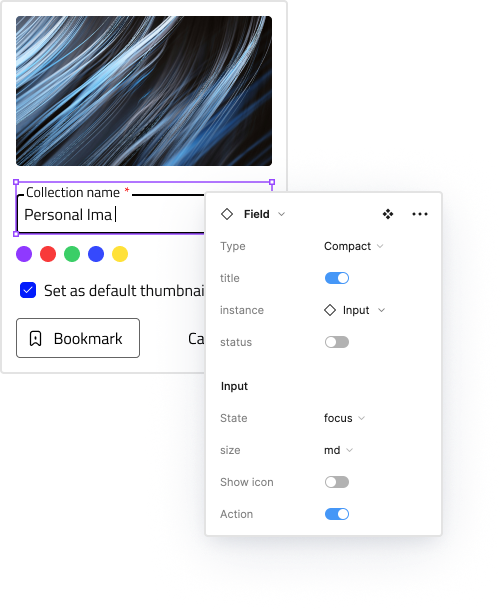 Collection name *
Personal Ima
Set as default thumbnai
Bookmark
Ca
Field
Type
Compact
title
instance
Input
status
Input
State
focus
size
md
Show icon
Action